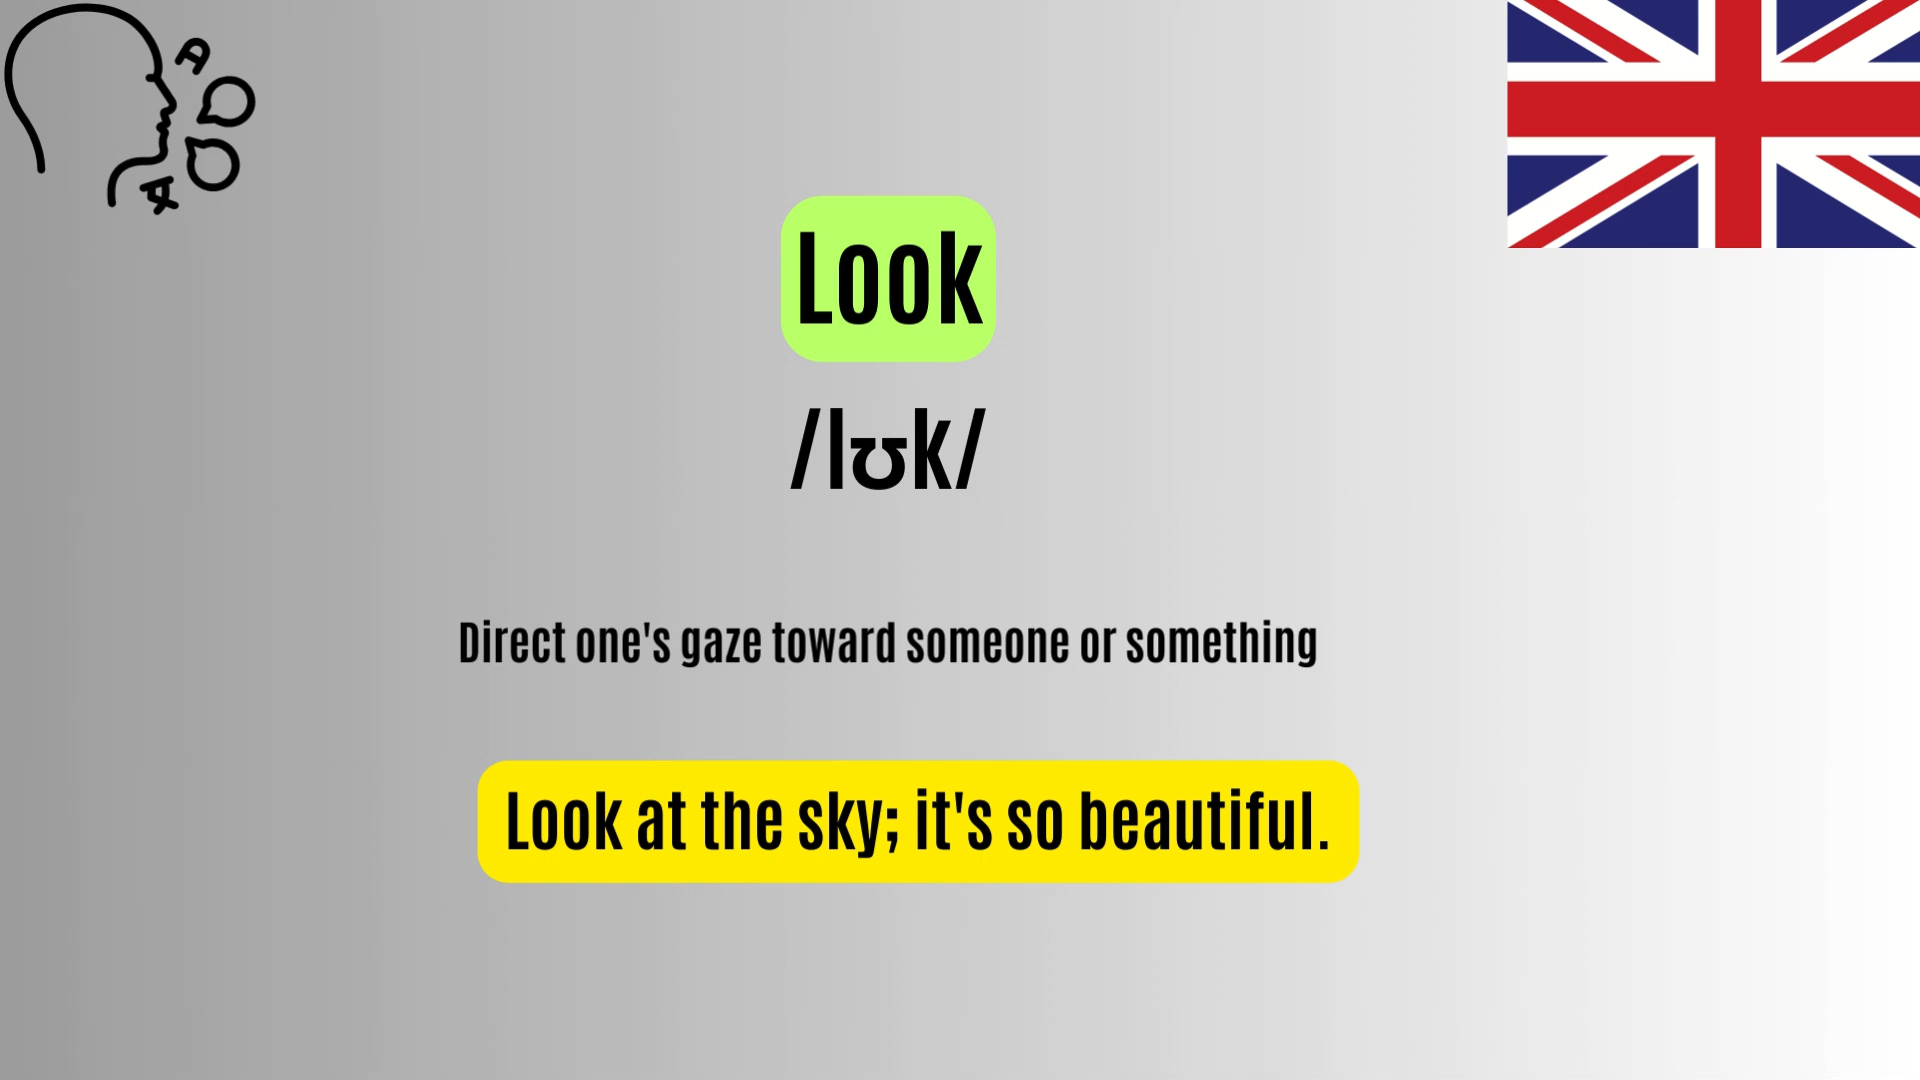 Look
/lʊk/
Direct one's gaze toward someone or something
Look at the sky; it's so beautiful.